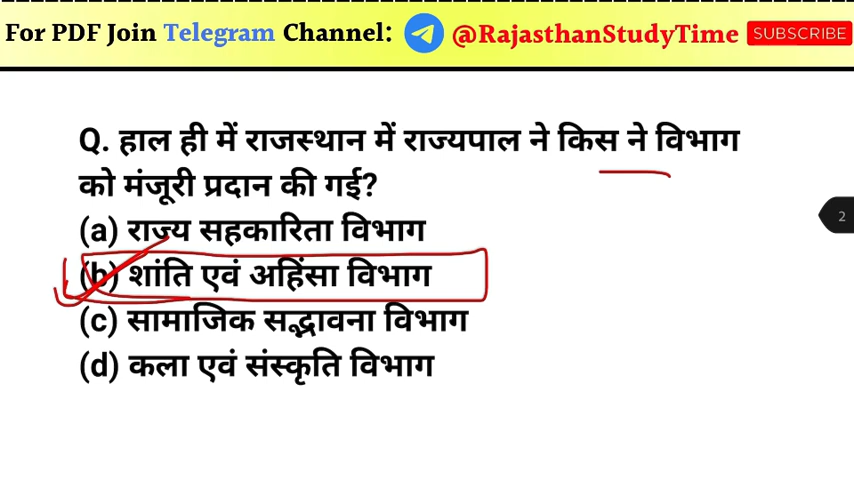 For PDF Join Telegram Channel: @RajasthanStudyTime SUBSCRIBE
Q. हाल ही में राजस्थान में राज्यपाल ने किस ने विभाग
को मंजूरी प्रदान की गई?
(a) राज्य सहकारिता विभाग
2
(b) शांति एवं अहिंसा विभाग
(c) सामाजिक सद्भावना विभाग
(d) कला एवं संस्कृति विभाग